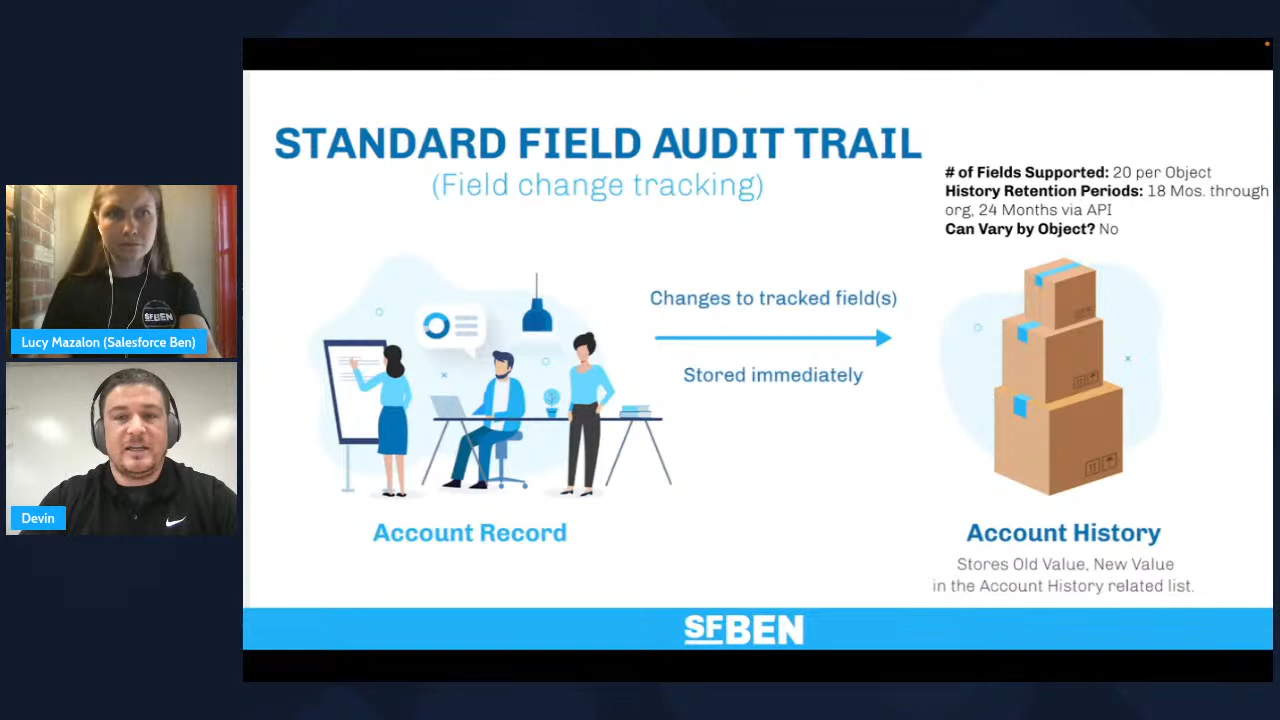 STANDARD FIELD AUDIT TRAIL
(Field change tracking)
# of Fields Supported: 20 per Object
History Retention Periods: 18 Mos. through
org, 24 Months via API
Can Vary by Object? No
Changes to tracked field(s)
Stored immediately
Account Record
Account History
Stores Old Value, New Value
in the Account History related list.
SFBEN
SFBEN
Lucy Mazalon (Salesforce Ben)
Devin